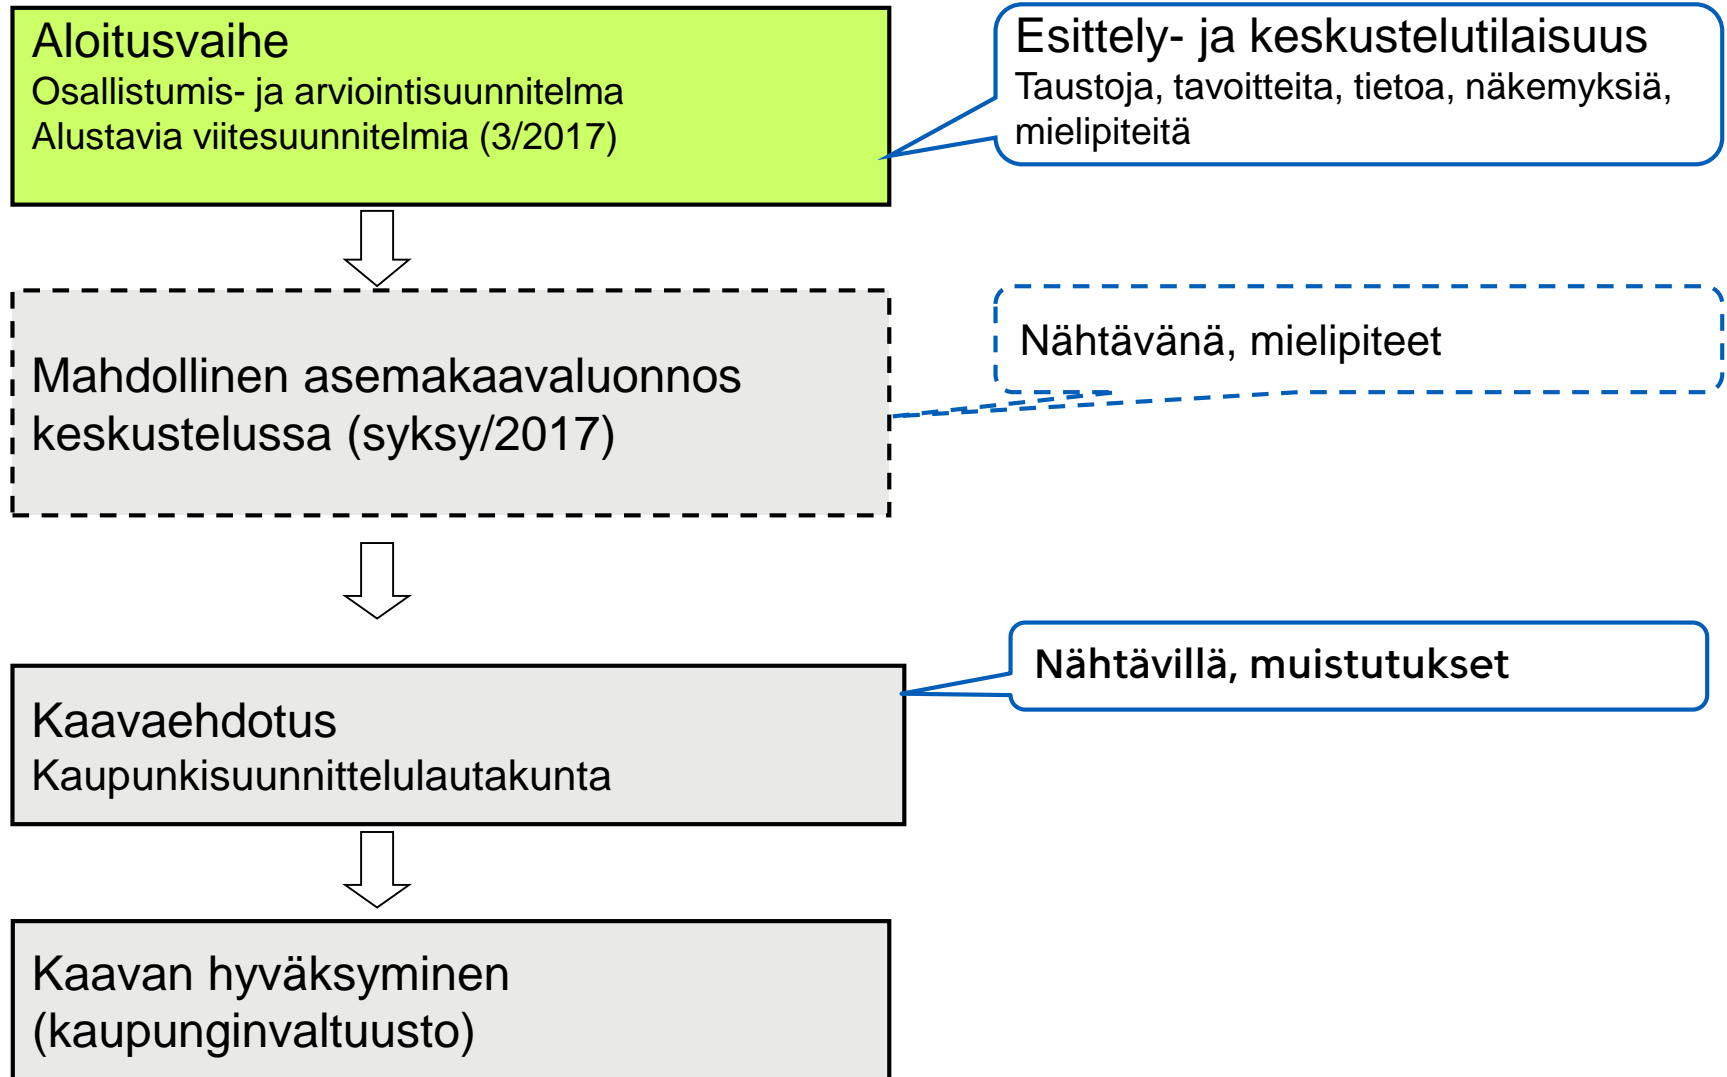 Aloitusvaihe
Osallistumis- ja arviointisuunnitelma
Alustavia viitesuunnitelmia (3/2017)
Esittely- ja keskustelutilaisuus
Taustoja, tavoitteita, tietoa, näkemyksiä,
mielipiteitä
Mahdollinen asemakaavaluonnos
keskustelussa (syksy/2017)
Nähtävänä, mielipiteet
Kaavaehdotus
Kaupunkisuunnittelulautakunta
Nähtävillä, muistutukset
Kaavan hyväksyminen
(kaupunginvaltuusto)